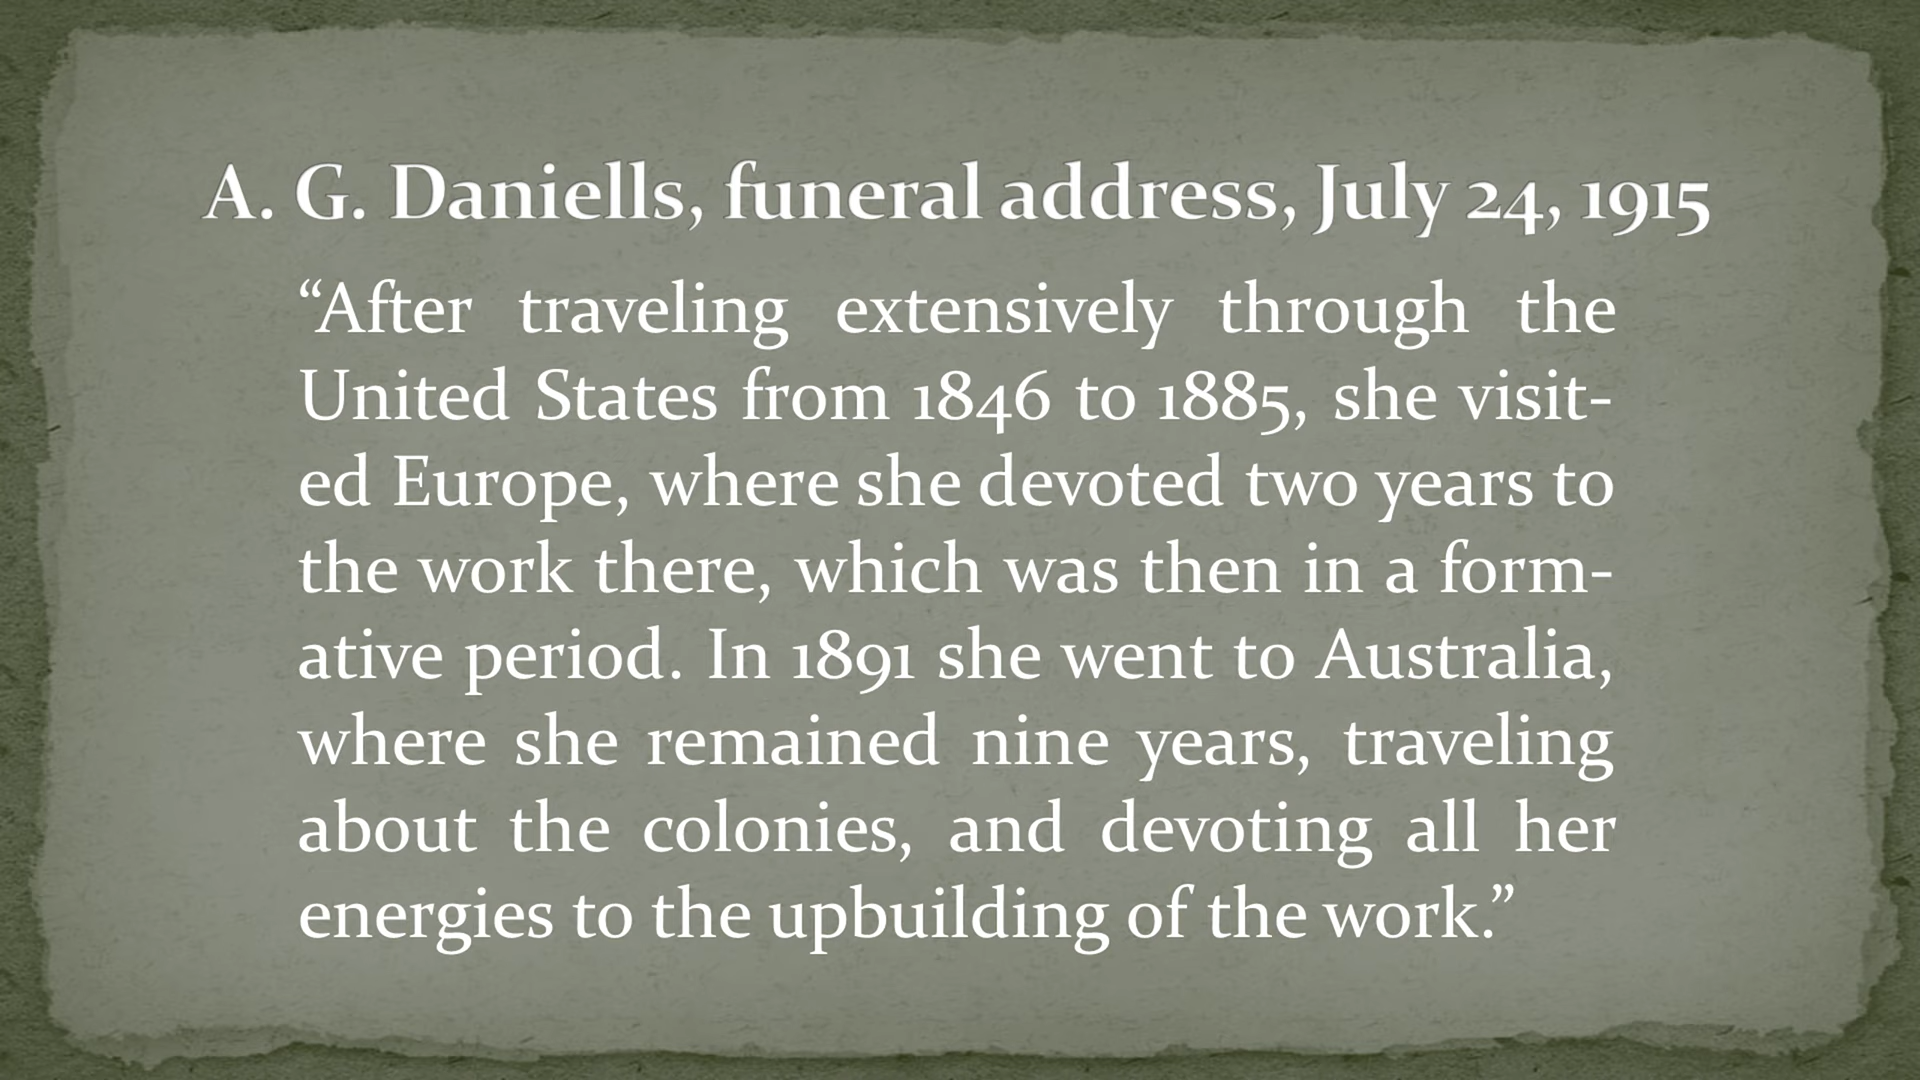 A. G. Daniells, funeral address, July 24, 1915
“After traveling extensively through the
United States from 1846 to 1885, she visit-
ed Europe, where she devoted two years to
the work there, which was then in a form-
ative period. In 1891 she went to Australia,
where she remained nine years, traveling
about the colonies, and devoting all her
energies to the upbuilding of the work.”